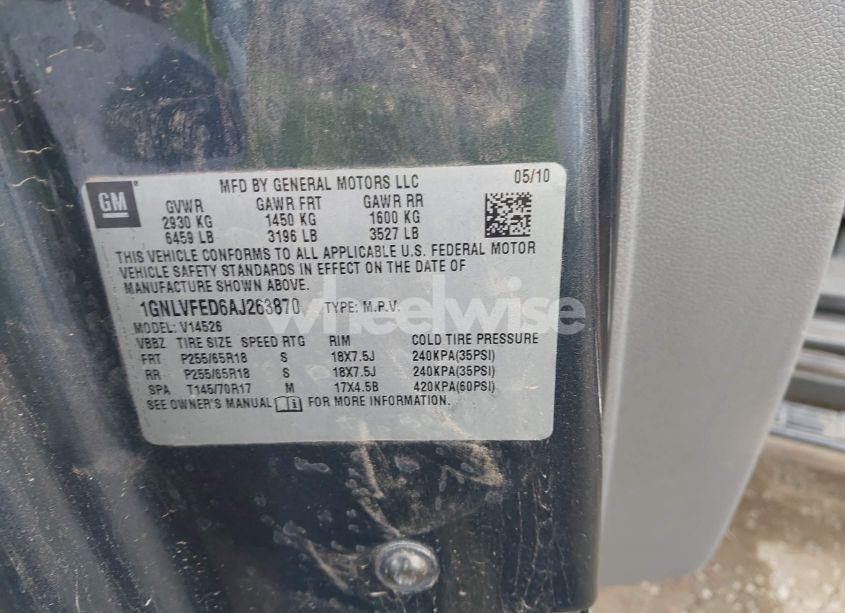 GM
MFD BY GENERAL MOTORS LLC 05/10
GVWR GAWR FRT GAWR RR
2930 KG 1450 KG 1600 KG
6459 LB 3196 LB 3527 LB
THIS VEHICLE CONFORMS TO ALL APPLICABLE U.S. FEDERAL MOTOR
VEHICLE SAFETY STANDARDS IN EFFECT ON THE DATE OF
MANUFACTURE SHOWN ABOVE.
1GNLVFED6AJ263870 TYPE: M.P.V.
wheelwise
MODEL: V14526
VBBZ TIRE SIZE SPEED RTG RIM COLD TIRE PRESSURE
FRT P255/65R18 S 18X7.5J 240KPA(35PSI)
RR P255/65R18 S 18X7.5J 240KPA(35PSI)
SPA T145/70R17 M 17X4.5B 420KPA(60PSI)
SEE OWNER'S MANUAL FOR MORE INFORMATION.